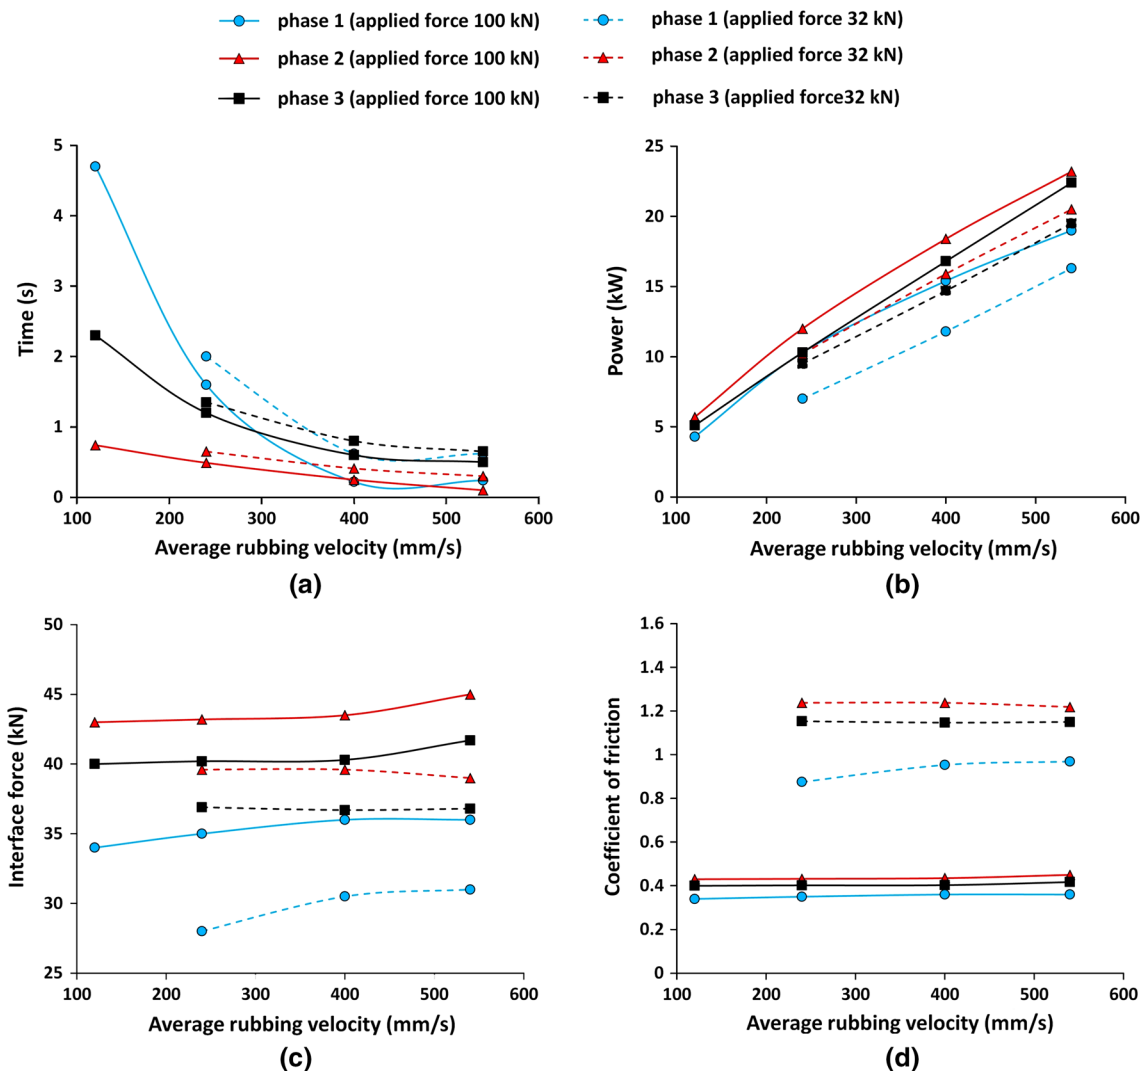 phase 1 (applied force 100 kN)
phase 1 (applied force 32 kN)
phase 2 (applied force 100 kN)
phase 2 (applied force 32 kN)
phase 3 (applied force 100 kN)
phase 3 (applied force32 kN)
5
4
3
2
1
0
100 200 300 400 500 600
Time (s)
Average rubbing velocity (mm/s)
(a)
25
20
15
10
5
0
100 200 300 400 500 600
Power (kW)
Average rubbing velocity (mm/s)
(b)
50
45
40
35
30
25
100 200 300 400 500 600
Interface force (kN)
Average rubbing velocity (mm/s)
(c)
1.6
1.4
1.2
1
0.8
0.6
0.4
0.2
0
100 200 300 400 500 600
Coefficient of friction
Average rubbing velocity (mm/s)
(d)